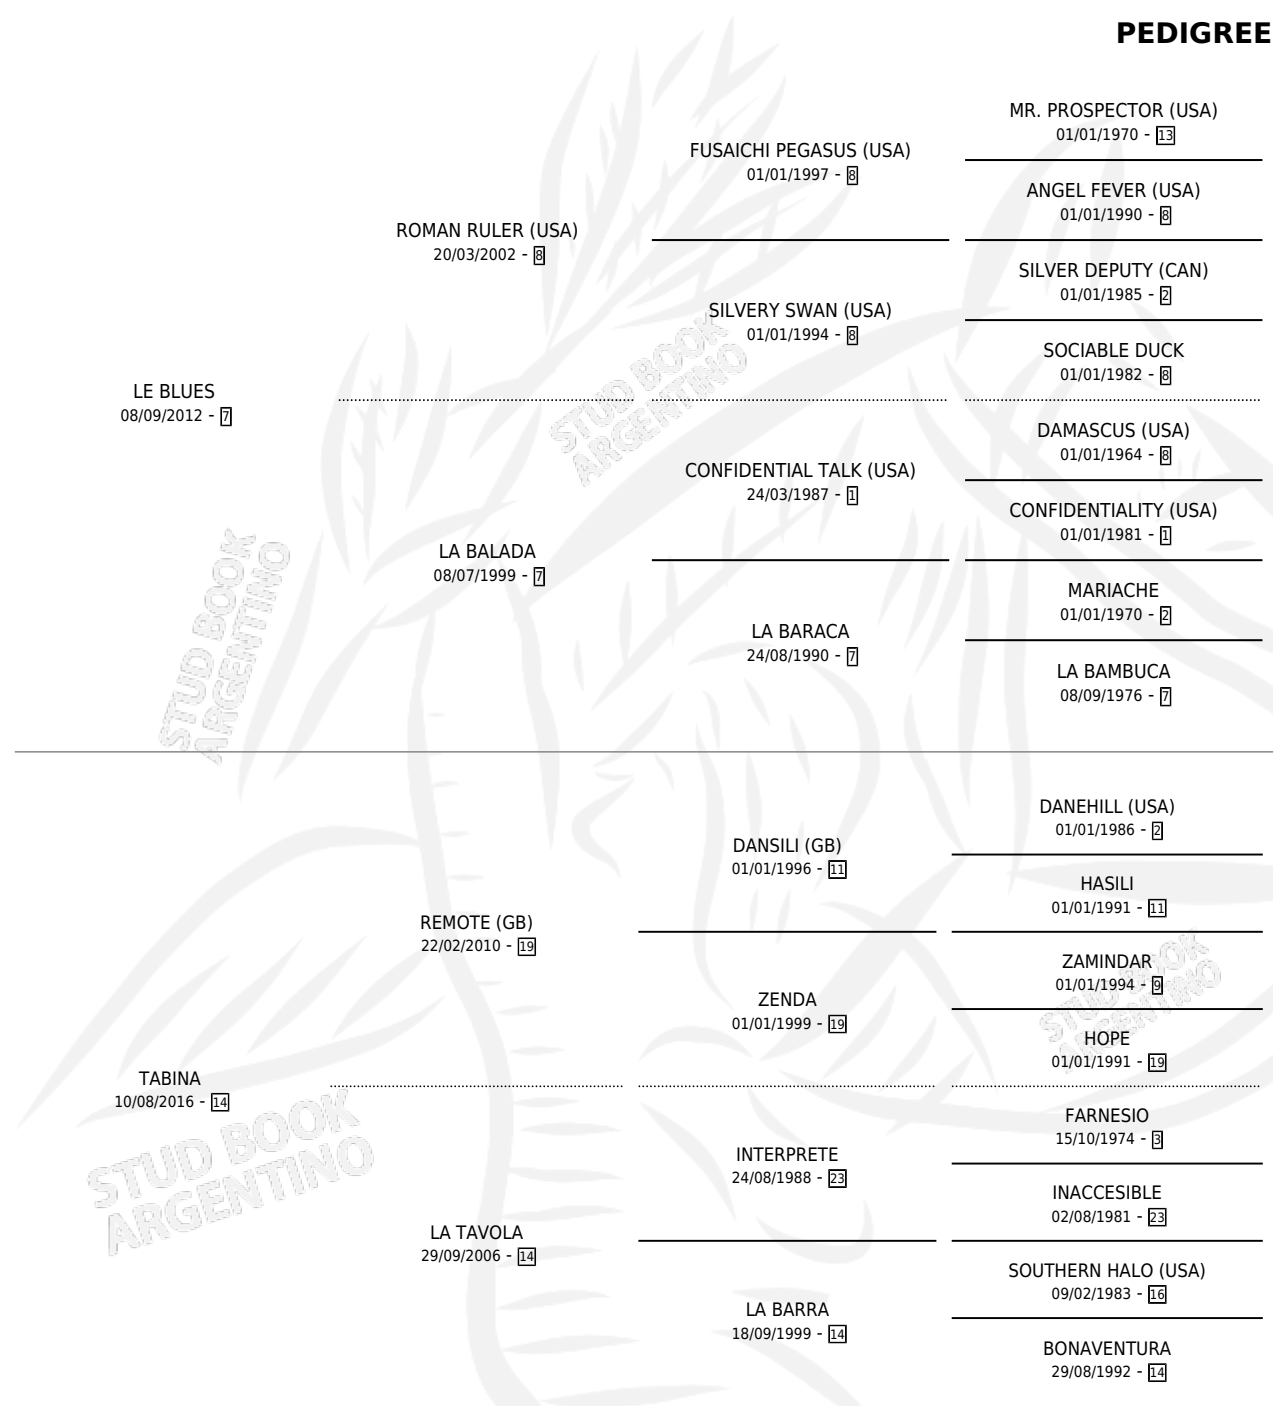 PEDIGREE
MR. PROSPECTOR (USA)
01/01/1970 - 13
FUSAICHI PEGASUS (USA)
01/01/1997 - 8
ANGEL FEVER (USA)
01/01/1990 - 8
ROMAN RULER (USA)
20/03/2002 - 8
SILVER DEPUTY (CAN)
01/01/1985 - 2
SILVERY SWAN (USA)
01/01/1994 - 8
SOCIABLE DUCK
01/01/1982 - 8
LE BLUES
08/09/2012 - 7
DAMASCUS (USA)
01/01/1964 - 8
CONFIDENTIAL TALK (USA)
24/03/1987 - 1
CONFIDENTIALITY (USA)
01/01/1981 - 1
LA BALADA
08/07/1999 - 7
MARIACHE
01/01/1970 - 2
LA BARACA
24/08/1990 - 7
LA BAMBUCA
08/09/1976 - 7
DANEHILL (USA)
01/01/1986 - 2
DANSILI (GB)
01/01/1996 - 11
HASILI
01/01/1991 - 11
REMOTE (GB)
22/02/2010 - 19
ZAMINDAR
01/01/1994 - 9
ZENDA
01/01/1999 - 19
HOPE
01/01/1991 - 19
TABINA
10/08/2016 - 14
FARNESIO
15/10/1974 - 3
INTERPRETE
24/08/1988 - 23
INACCESIBLE
02/08/1981 - 23
LA TAVOLA
29/09/2006 - 14
SOUTHERN HALO (USA)
09/02/1983 - 16
LA BARRA
18/09/1999 - 14
BONAVENTURA
29/08/1992 - 14
STUD BOOK
ARGENTINO
STUD BOOK
ARGENTINO
STUD BOOK
ARGENTINO
STUD BOOK
ARGENTINO